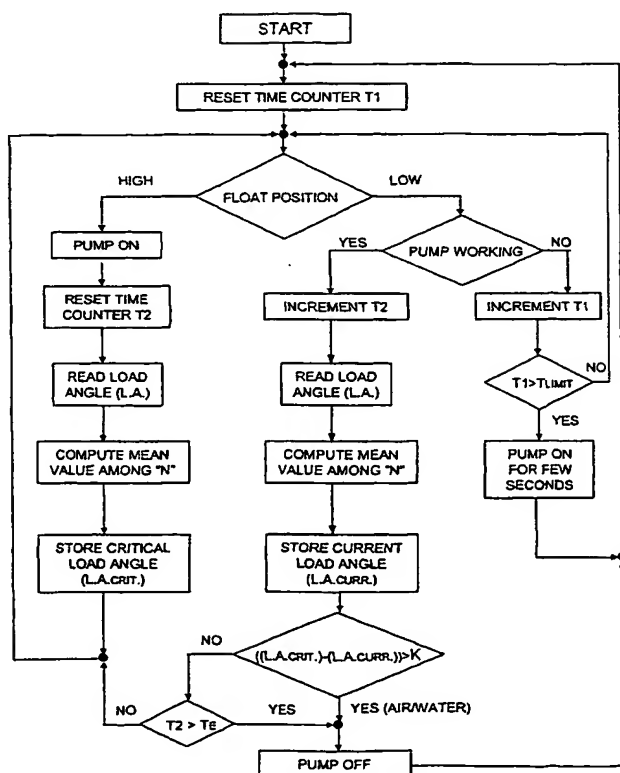 START
RESET TIME COUNTER T1
FLOAT POSITION
HIGH
LOW
PUMP ON
PUMP WORKING
YES
NO
RESET TIME
COUNTER T2
INCREMENT T2
INCREMENT T1
READ LOAD
ANGLE (L.A.)
READ LOAD
ANGLE (L.A.)
T1>TLIMIT
NO
YES
COMPUTE MEAN
VALUE AMONG "N"
COMPUTE MEAN
VALUE AMONG "N"
PUMP ON
FOR FEW
SECONDS
STORE CRITICAL
LOAD ANGLE
(L.A.CRIT.)
STORE CURRENT
LOAD ANGLE
(L.A.CURR.)
((L.A.CRIT.)-(L.A.CURR.))>K
NO
YES (AIR/WATER)
T2 > TE
NO
YES
PUMP OFF